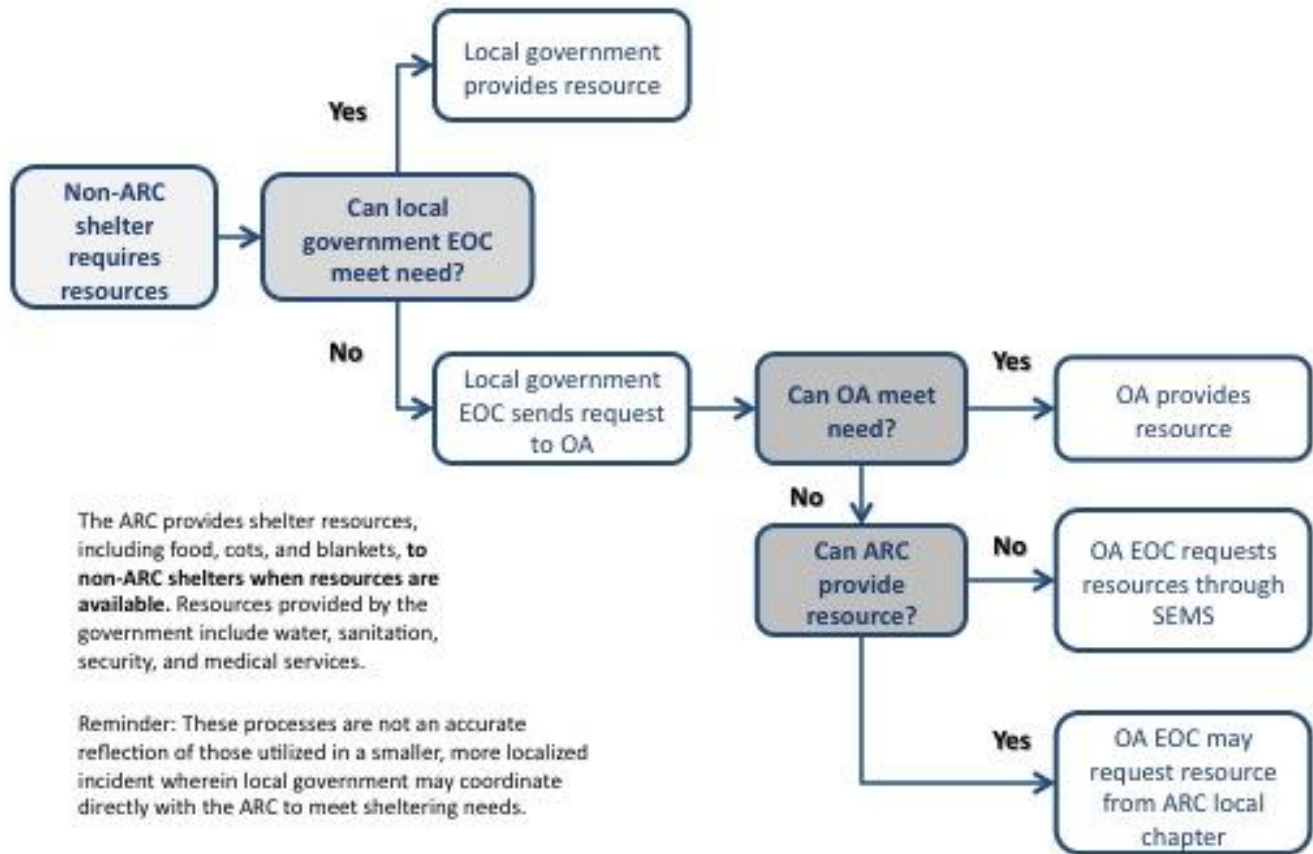 Local government
provides resource
Yes
Non-ARC
shelter
requires
resources
Can local
government EOC
meet need?
No
Local government
EOC sends request
to OA
Can OA meet
need?
Yes
OA provides
resource
No
Can ARC
provide
resource?
No
OA EOC requests
resources through
SEMS
Yes
OA EOC may
request resource
from ARC local
chapter
The ARC provides shelter resources,
including food, cots, and blankets, to
non-ARC shelters when resources are
available. Resources provided by the
government include water, sanitation,
security, and medical services.
Reminder: These processes are not an accurate
reflection of those utilized in a smaller, more localized
incident wherein local government may coordinate
directly with the ARC to meet sheltering needs.